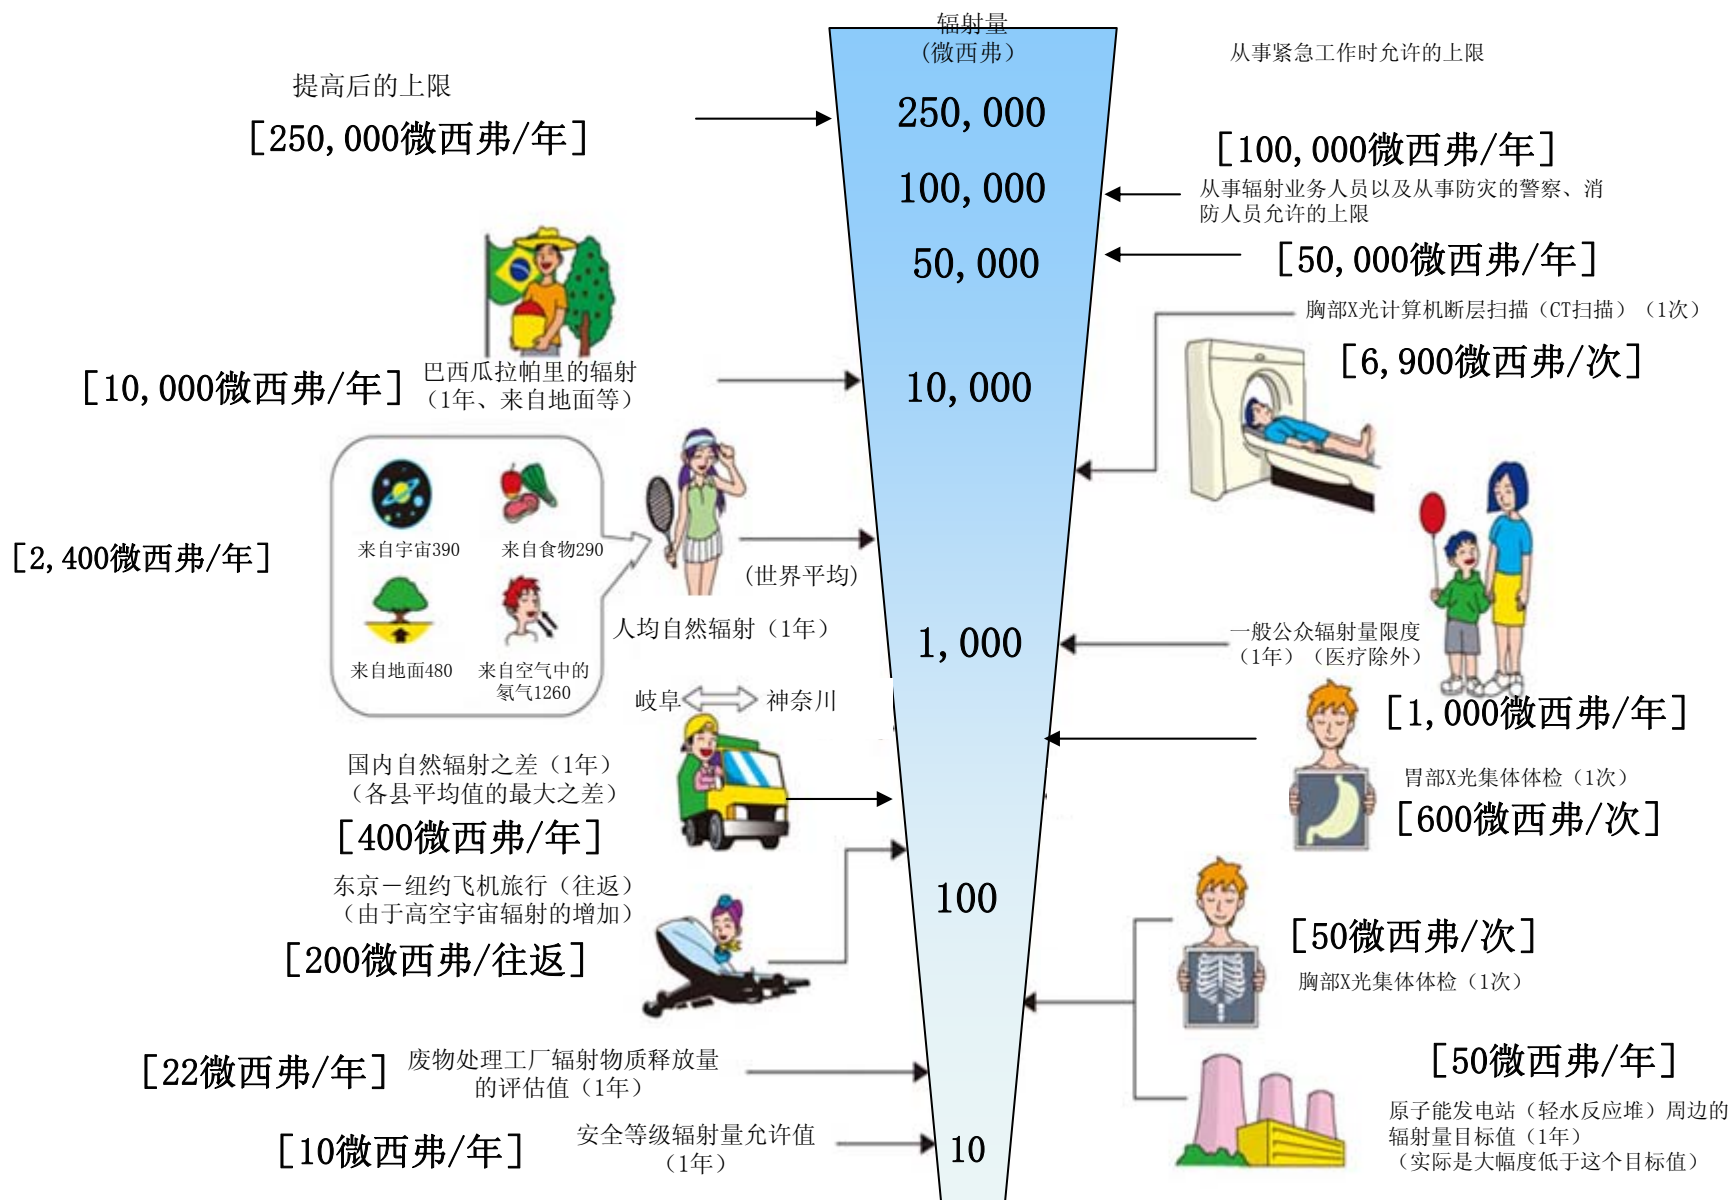 辐射量
(微西弗)
250,000
100,000
50,000
10,000
1,000
100
10
提高后的上限
[250,000微西弗/年]
巴西瓜拉帕里的辐射
(1年、来自地面等)
[10,000微西弗/年]
来自宇宙390
来自食物290
来自地面480
来自空气中的
氡气1260
[2,400微西弗/年]
(世界平均)
人均自然辐射（1年）
岐阜
神奈川
国内自然辐射之差（1年）
（各县平均值的最大之差）
[400微西弗/年]
东京－纽约飞机旅行（往返）
（由于高空宇宙辐射的增加）
[200微西弗/往返]
[22微西弗/年]
废物处理工厂辐射物质释放量
的评估值（1年）
[10微西弗/年]
安全等级辐射量允许值
（1年）
从事紧急工作时允许的上限
[100,000微西弗/年]
从事辐射业务人员以及从事防灾的警察、消
防人员允许的上限
[50,000微西弗/年]
胸部X光计算机断层扫描（CT扫描）（1次）
[6,900微西弗/次]
一般公众辐射量限度
（1年）（医疗除外）
[1,000微西弗/年]
胃部X光集体体检（1次）
[600微西弗/次]
[50微西弗/次]
胸部X光集体体检（1次）
[50微西弗/年]
原子能发电站（轻水反应堆）周边的
辐射量目标值（1年）
（实际是大幅度低于这个目标值）